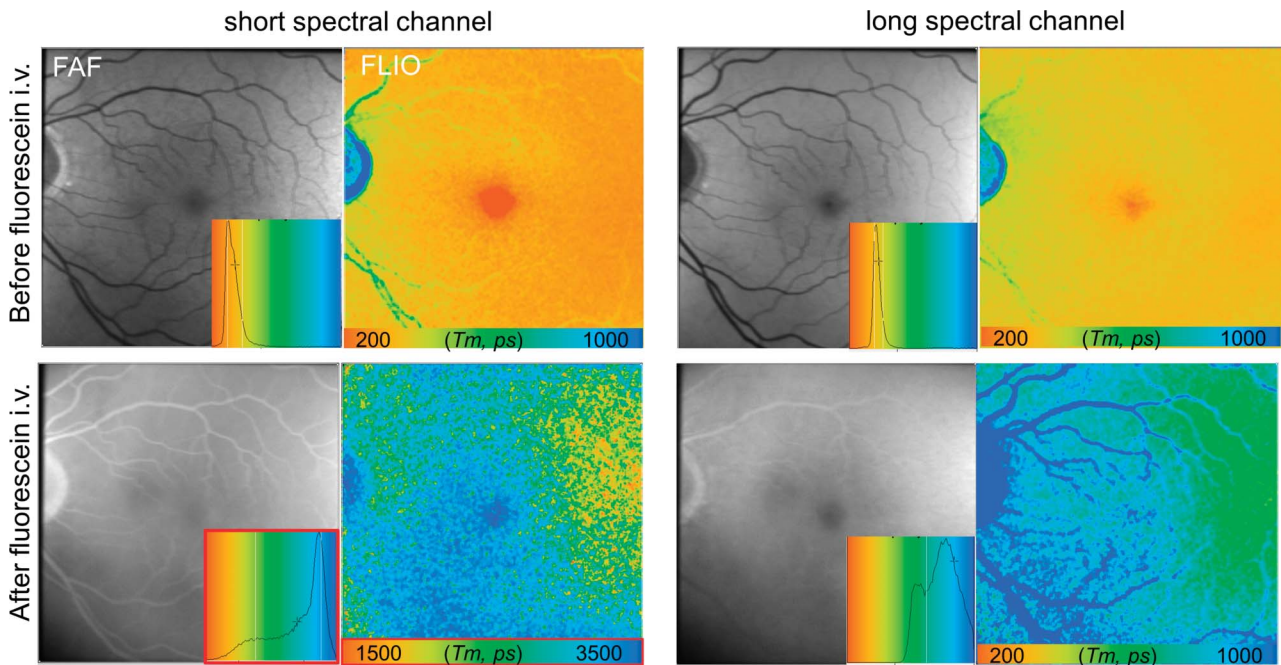 short spectral channel
long spectral channel
Before fluorescein i.v.
FAF
FLIO
200 (Tm, ps) 1000
200 (Tm, ps) 1000
After fluorescein i.v.
1500 (Tm, ps) 3500
200 (Tm, ps) 1000